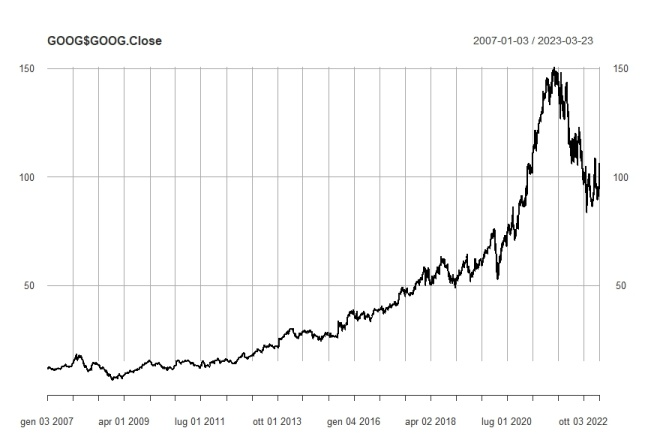 GOOG$GOOG.Close 2007-01-03 / 2023-03-23
150 150
100 100
50 50
gen 03 2007 apr 01 2009 lug 01 2011 ott 01 2013 gen 04 2016 apr 02 2018 lug 01 2020 ott 03 2022